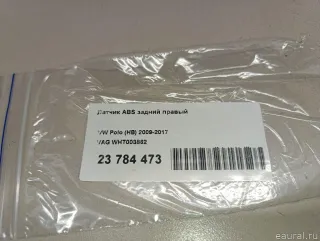 Датчик ABS задний правый
VW Polo (HB) 2009-2017
VAG WHT003862
23 784 473
eaural.ru